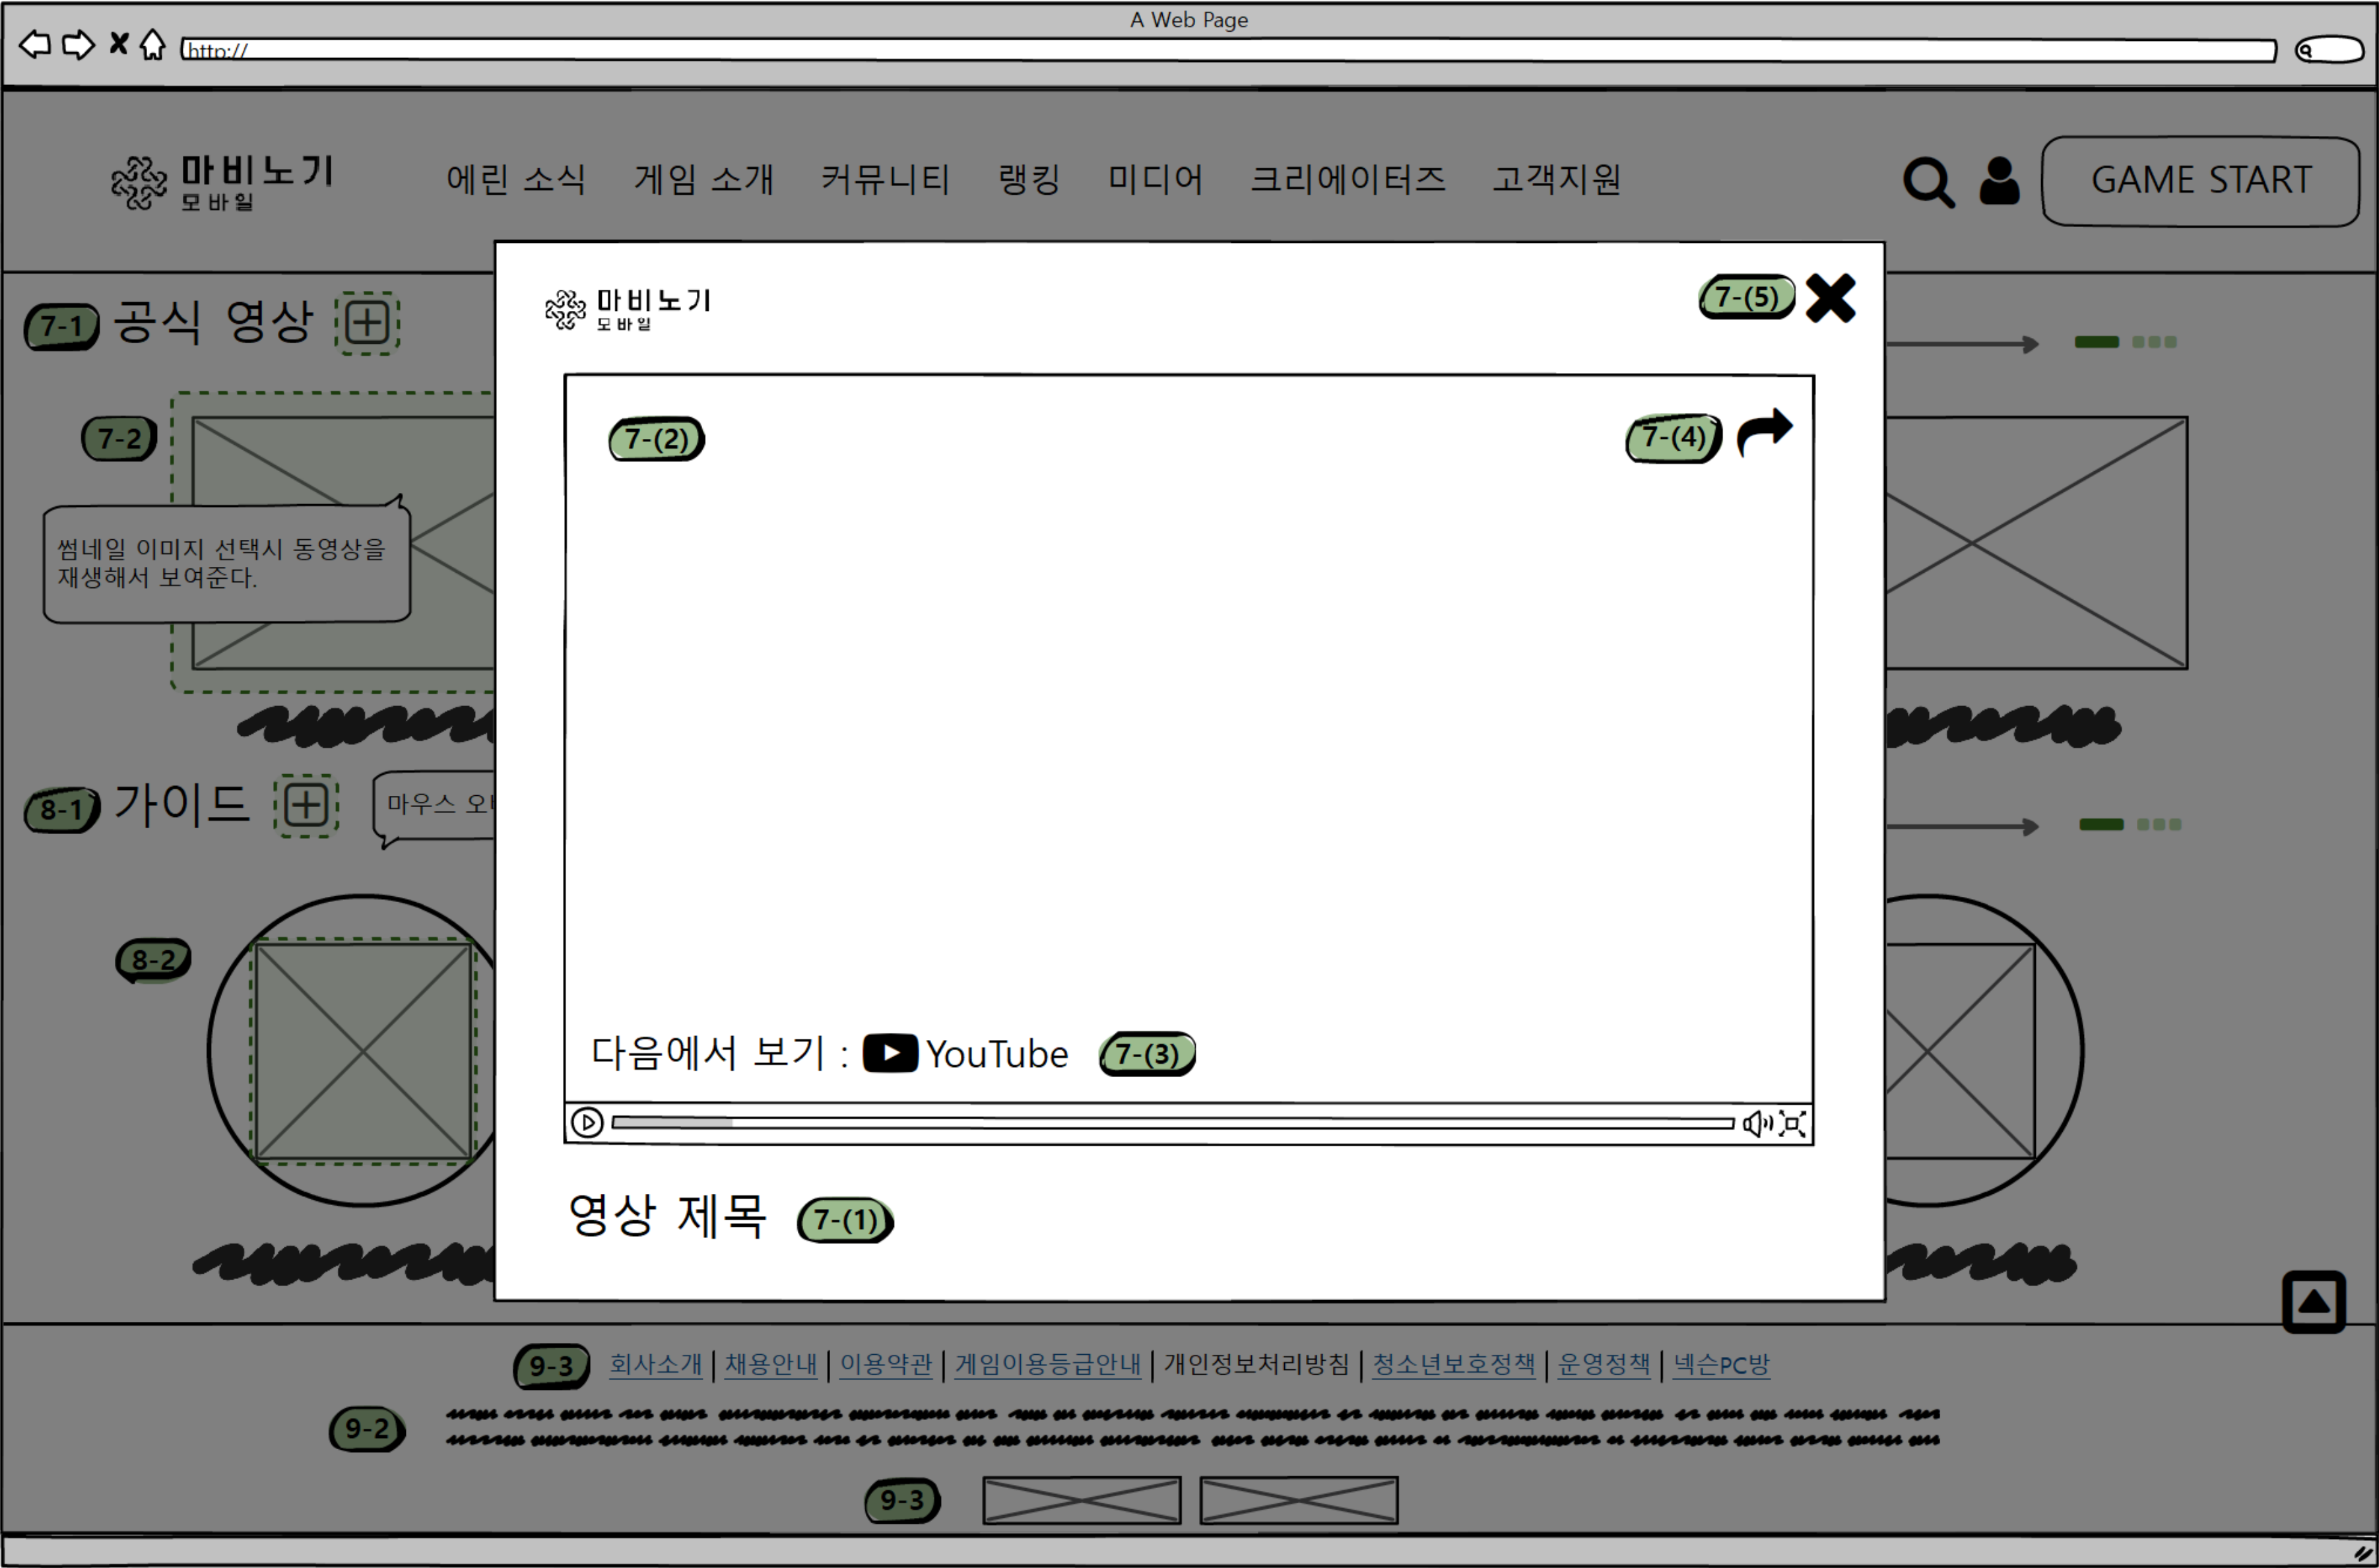 A Web Page
http://
마비노기
모바일
에린 소식 게임 소개 커뮤니티 랭킹 미디어 크리에이터즈 고객지원
GAME START
마비노기
모바일
7-(5)
7-1 공식 영상
7-2
7-(2)
7-(4)
썸네일 이미지 선택시 동영상을
재생해서 보여준다.
8-1 가이드
마우스
8-2
다음에서 보기 : YouTube 7-(3)
영상 제목 7-(1)
9-3 회사소개 | 채용안내 | 이용약관 | 게임이용등급안내 | 개인정보처리방침 | 청소년보호정책 | 운영정책 | 넥슨PC방
9-2
9-3